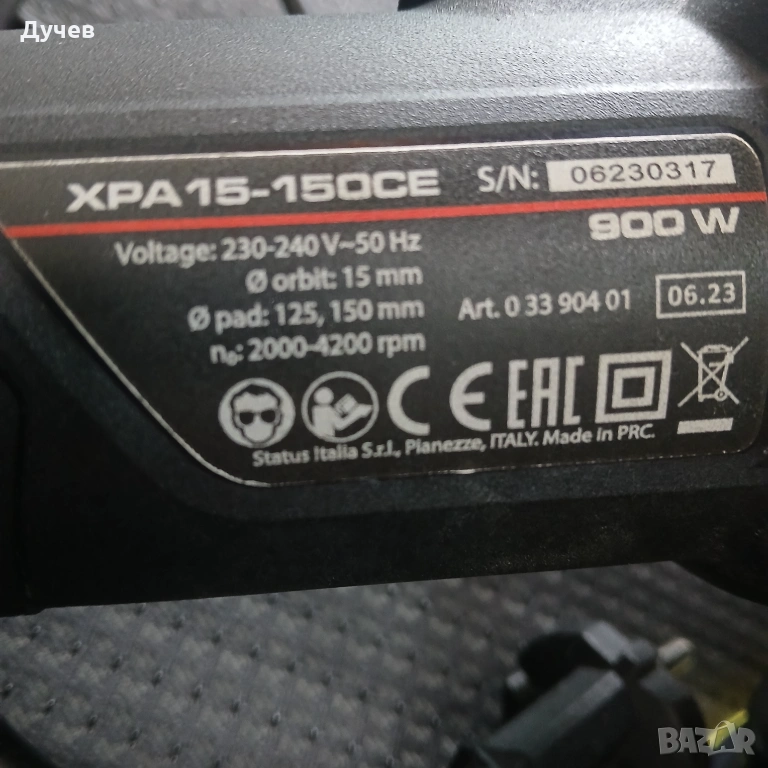 Дучев
XPA15-150CE S/N: 06230317
900 W
Voltage: 230-240 V~50 Hz
Ø orbit: 15 mm
Ø pad: 125, 150 mm Art. 0 33 904 01 06.23
n₀: 2000-4200 rpm
CE EAC
Status Italia S.r.l., Pianezze, ITALY. Made in PRC.
BAZAR